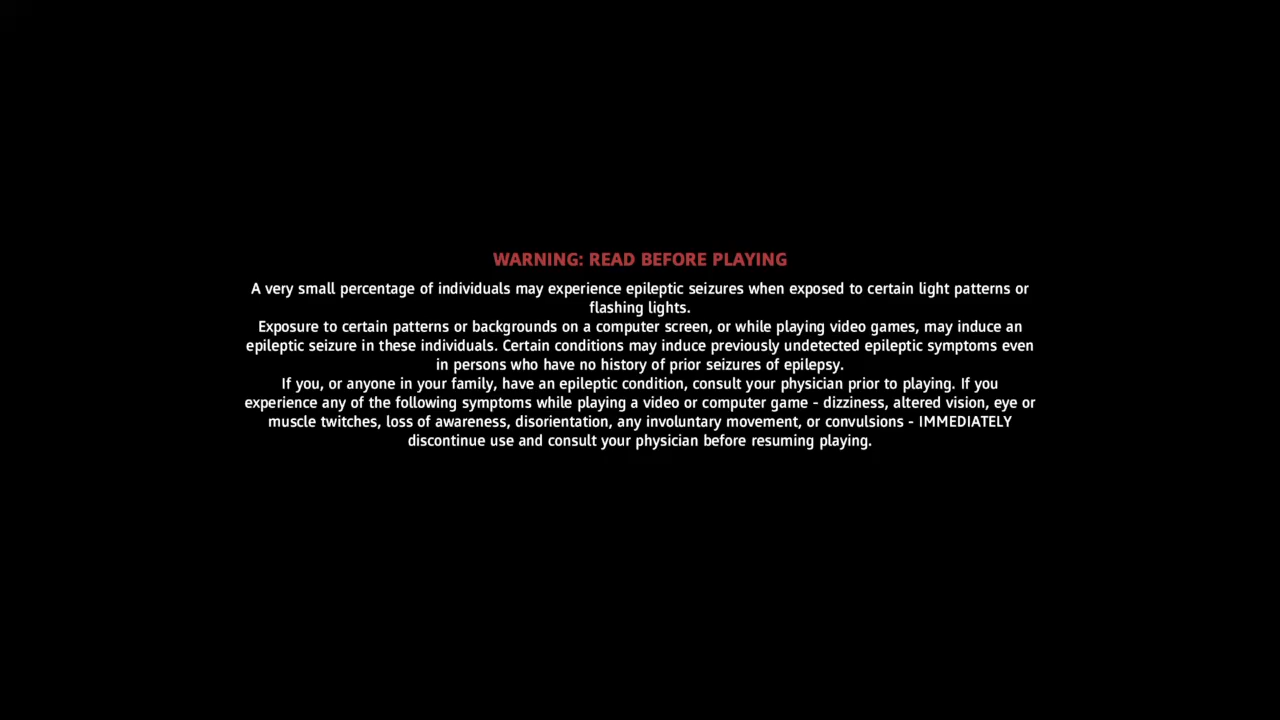 WARNING: READ BEFORE PLAYING
A very small percentage of individuals may experience epileptic seizures when exposed to certain light patterns or
flashing lights.
Exposure to certain patterns or backgrounds on a computer screen, or while playing video games, may induce an
epileptic seizure in these individuals. Certain conditions may induce previously undetected epileptic symptoms even
in persons who have no history of prior seizures of epilepsy.
If you, or anyone in your family, have an epileptic condition, consult your physician prior to playing. If you
experience any of the following symptoms while playing a video or computer game - dizziness, altered vision, eye or
muscle twitches, loss of awareness, disorientation, any involuntary movement, or convulsions - IMMEDIATELY
discontinue use and consult your physician before resuming playing.